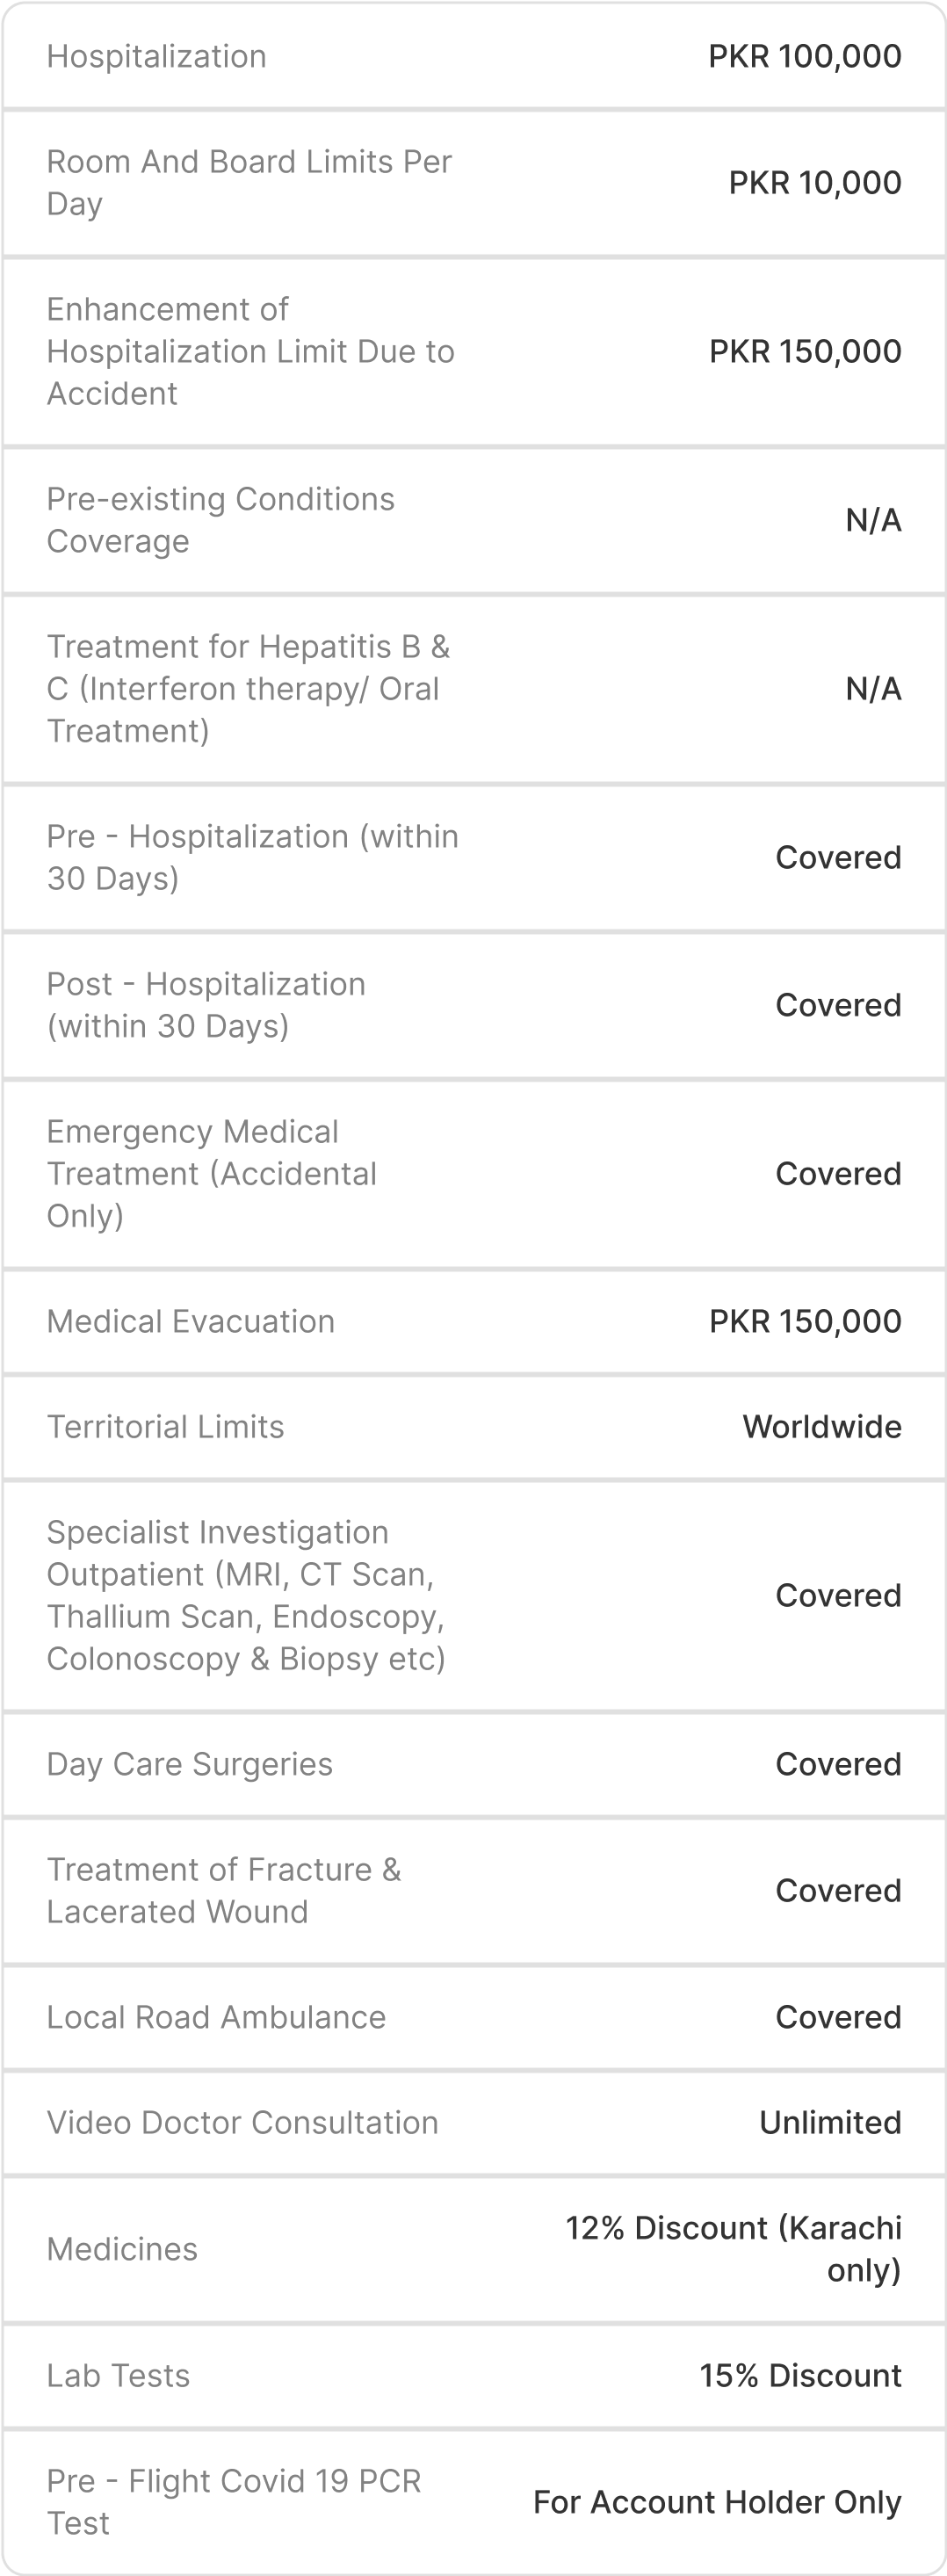 Hospitalization
PKR 100,000
Room And Board Limits Per
Day
PKR 10,000
Enhancement of
Hospitalization Limit Due to
Accident
PKR 150,000
Pre-existing Conditions
Coverage
N/A
Treatment for Hepatitis B &
C (Interferon therapy/ Oral
Treatment)
N/A
Pre - Hospitalization (within
30 Days)
Covered
Post - Hospitalization
(within 30 Days)
Covered
Emergency Medical
Treatment (Accidental
Only)
Covered
Medical Evacuation
PKR 150,000
Territorial Limits
Worldwide
Specialist Investigation
Outpatient (MRI, CT Scan,
Thallium Scan, Endoscopy,
Colonoscopy & Biopsy etc)
Covered
Day Care Surgeries
Covered
Treatment of Fracture &
Lacerated Wound
Covered
Local Road Ambulance
Covered
Video Doctor Consultation
Unlimited
Medicines
12% Discount (Karachi
only)
Lab Tests
15% Discount
Pre - Flight Covid 19 PCR
Test
For Account Holder Only